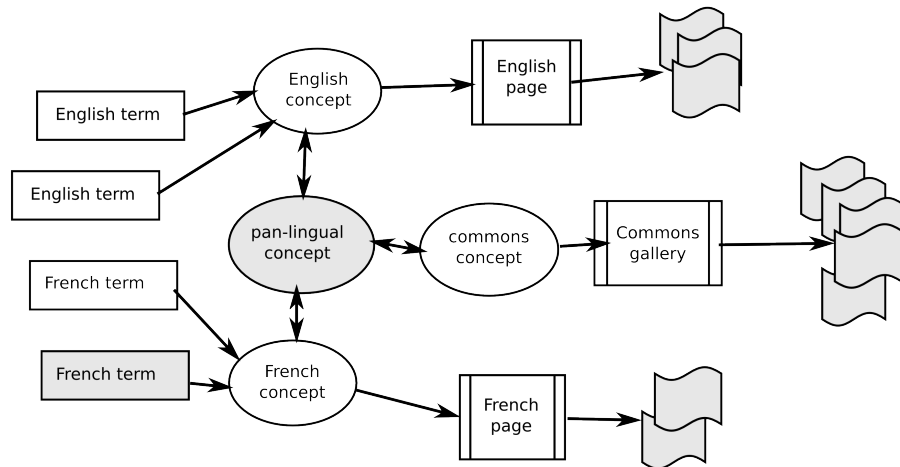 English
concept
English
page
English term
English term
pan-lingual
concept
commons
concept
Commons
gallery
French term
French term
French
concept
French
page